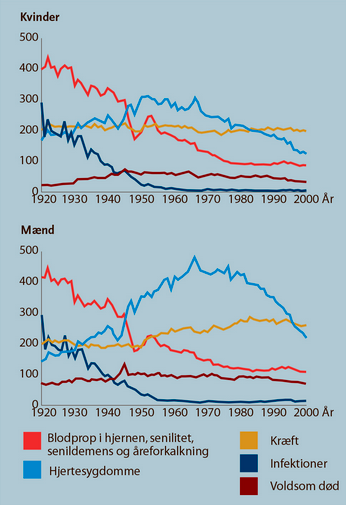 Kvinder
500
400
300
200
100
0
1920 1930 1940 1950 1960 1970 1980 1990 2000 År
Mænd
500
400
300
200
100
0
1920 1930 1940 1950 1960 1970 1980 1990 2000 År
Blodprop i hjernen, senilitet,
senildemens og åreforkalkning
Hjertesygdomme
Kræft
Infektioner
Voldsom død